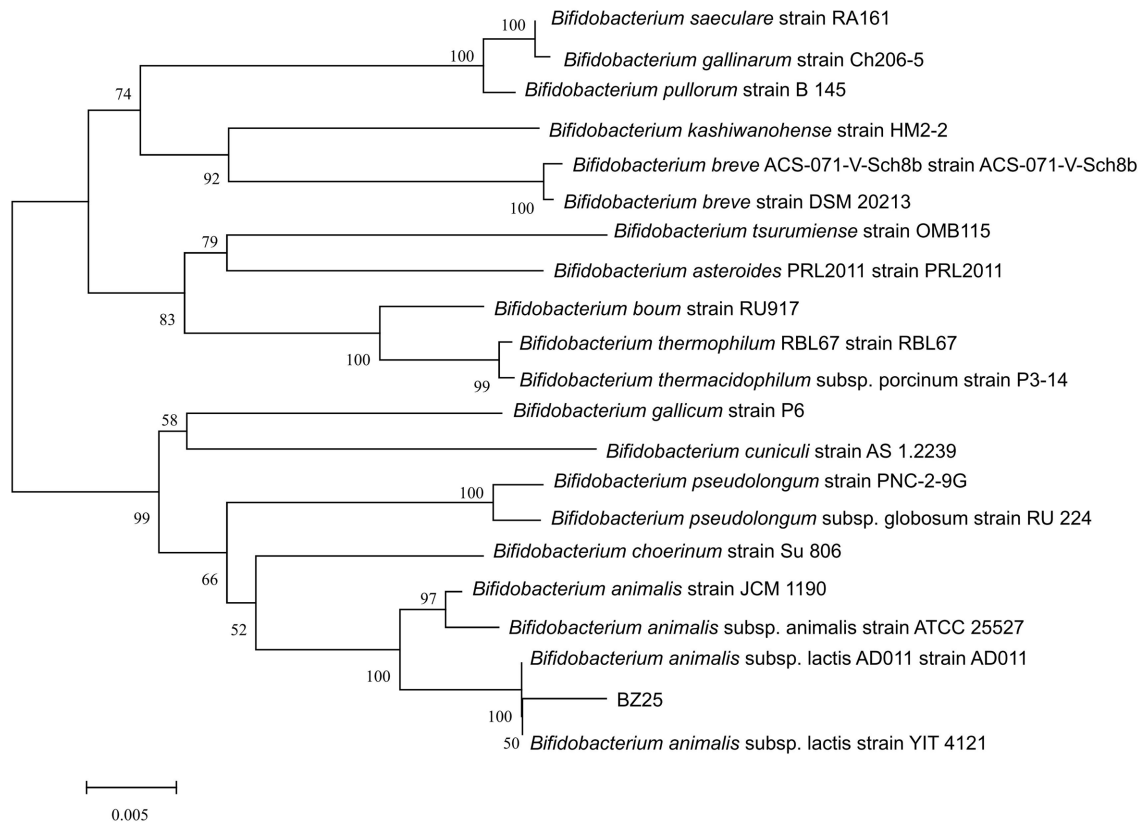 100
Bifidobacterium saeculare strain RA161
100
Bifidobacterium gallinarum strain Ch206-5
Bifidobacterium pullorum strain B 145
74
Bifidobacterium kashiwanohense strain HM2-2
Bifidobacterium breve ACS-071-V-Sch8b strain ACS-071-V-Sch8b
92
Bifidobacterium breve strain DSM 20213
100
79
Bifidobacterium tsurumiense strain OMB115
Bifidobacterium asteroides PRL2011 strain PRL2011
Bifidobacterium boum strain RU917
83
Bifidobacterium thermophilum RBL67 strain RBL67
100
Bifidobacterium thermacidophilum subsp. porcinum strain P3-14
99
Bifidobacterium gallicum strain P6
58
Bifidobacterium cuniculi strain AS 1.2239
Bifidobacterium pseudolongum strain PNC-2-9G
100
Bifidobacterium pseudolongum subsp. globosum strain RU 224
99
Bifidobacterium choerinum strain Su 806
66
Bifidobacterium animalis strain JCM 1190
97
Bifidobacterium animalis subsp. animalis strain ATCC 25527
52
Bifidobacterium animalis subsp. lactis AD011 strain AD011
100
BZ25
100
50
Bifidobacterium animalis subsp. lactis strain YIT 4121
0.005